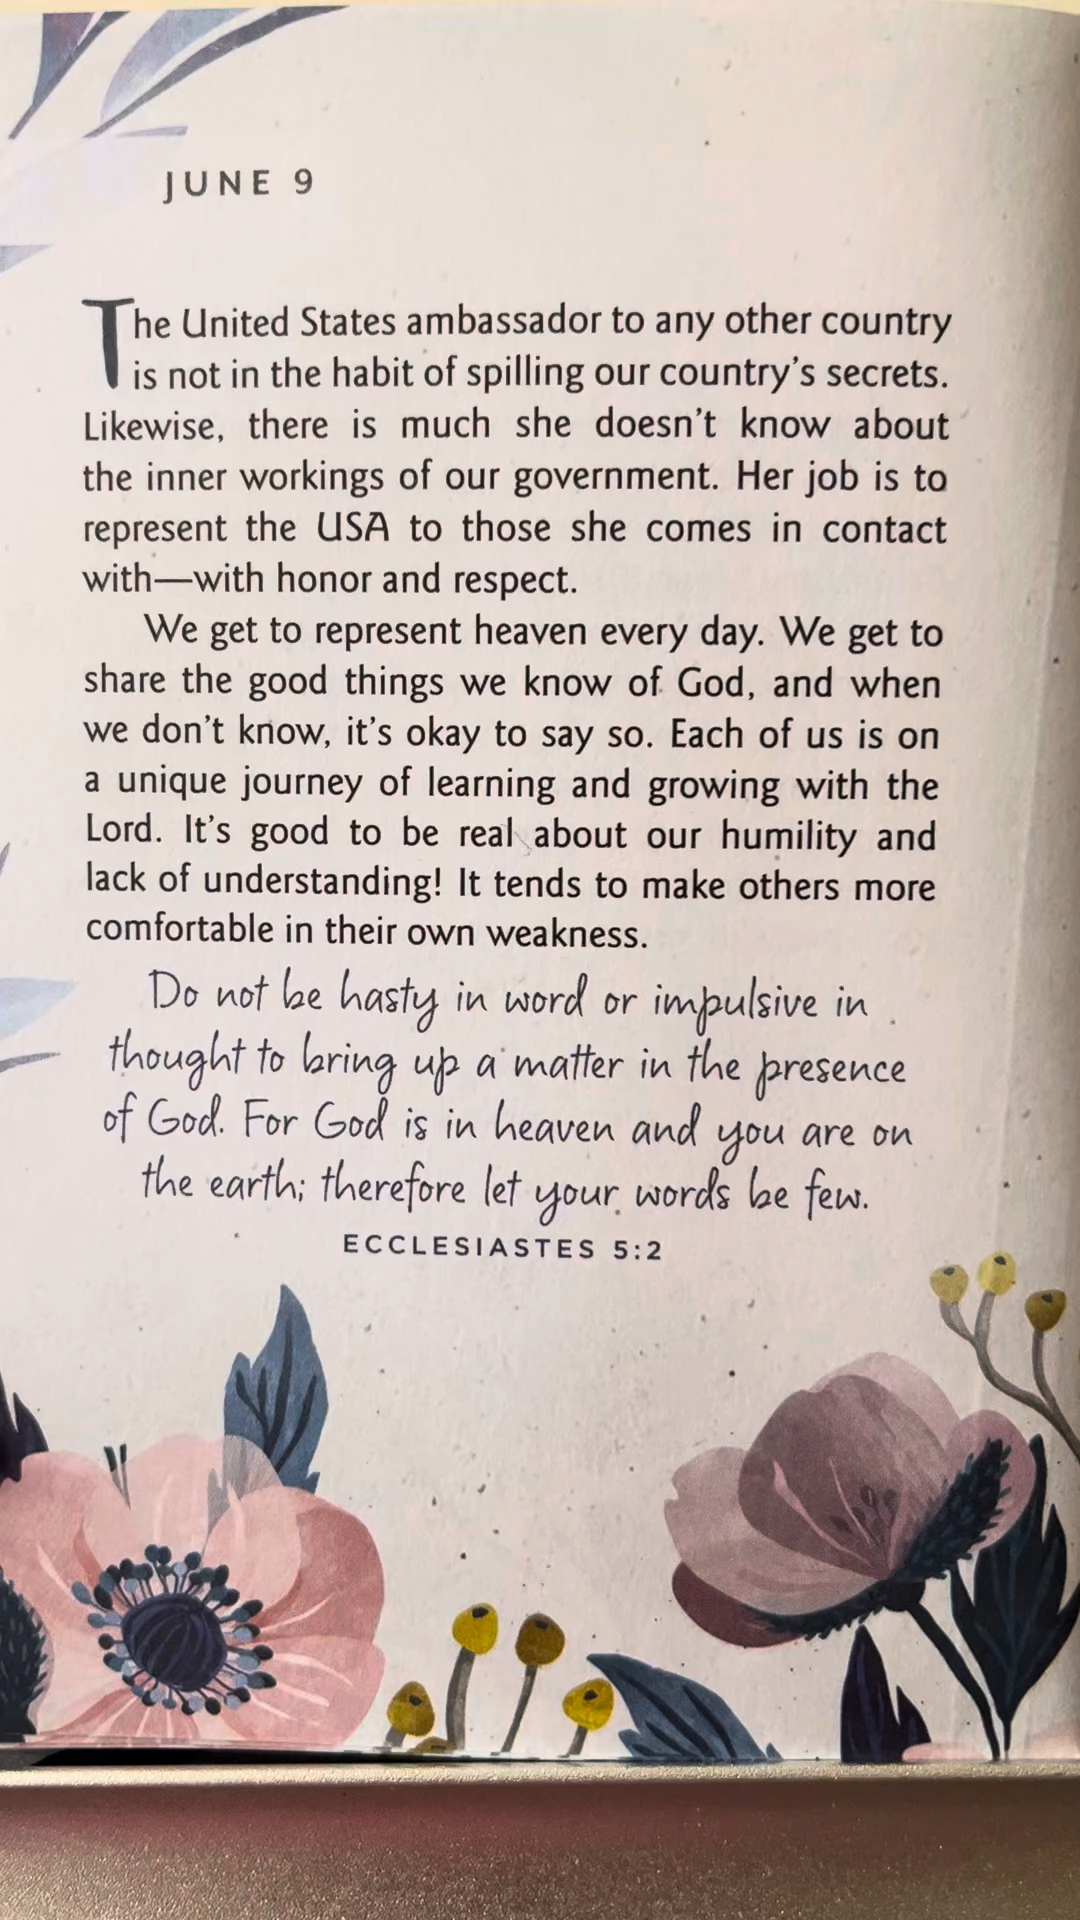 JUNE 9
The United States ambassador to any other country
is not in the habit of spilling our country's secrets.
Likewise, there is much she doesn't know about
the inner workings of our government. Her job is to
represent the USA to those she comes in contact
with—with honor and respect.
We get to represent heaven every day. We get to
share the good things we know of God, and when
we don't know, it's okay to say so. Each of us is on
a unique journey of learning and growing with the
Lord. It's good to be real about our humility and
lack of understanding! It tends to make others more
comfortable in their own weakness.
Do not be hasty in word or impulsive in
thought to bring up a matter in the presence
of God. For God is in heaven and you are on
the earth; therefore let your words be few.
ECCLESIASTES 5:2